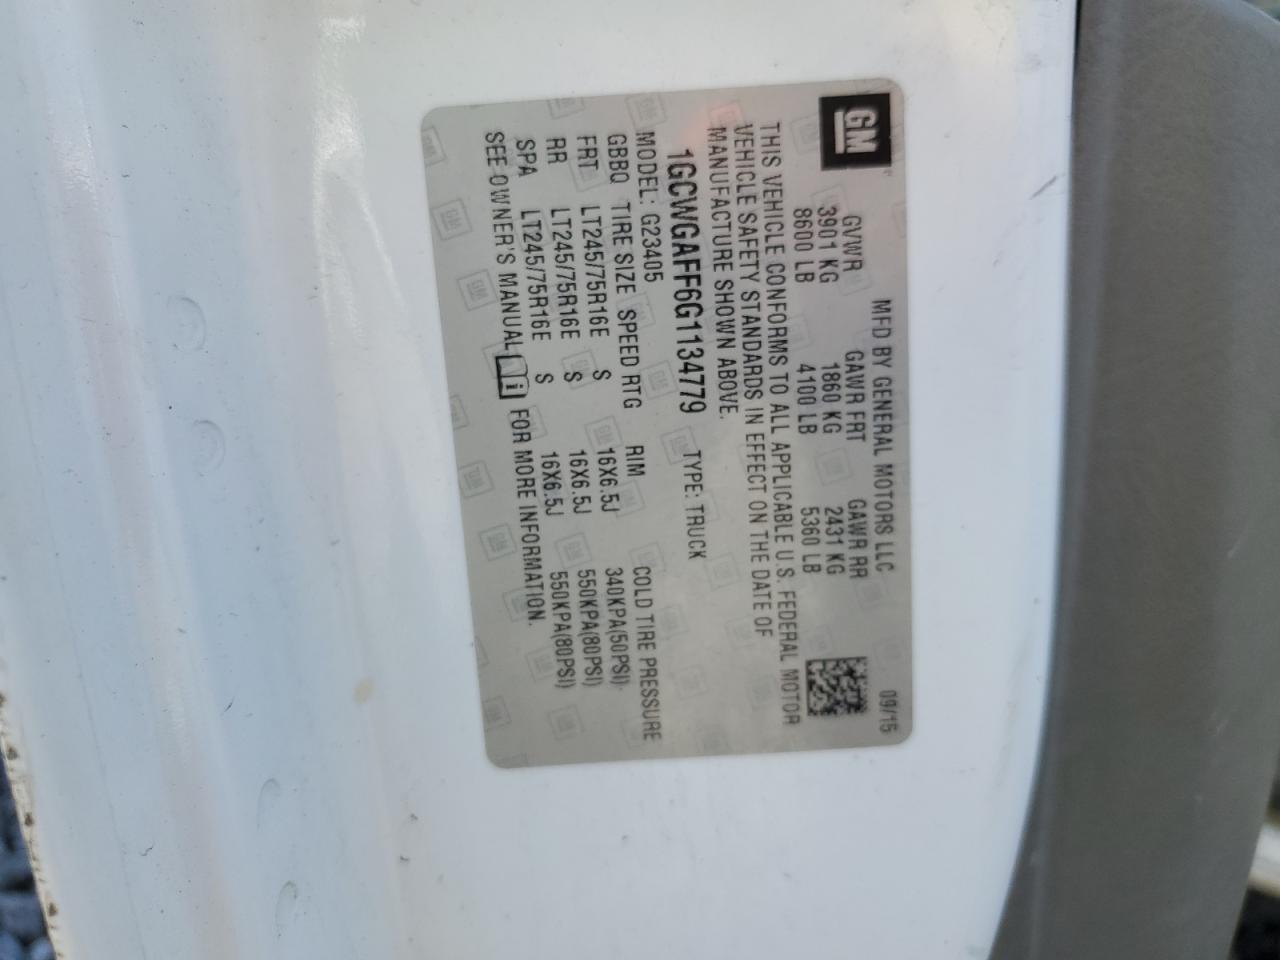 GM
MFD BY GENERAL MOTORS LLC 09/15
GVWR GAWR FRT GAWR RR
3901 KG 1860 KG 2431 KG
8600 LB 4100 LB 5360 LB
THIS VEHICLE CONFORMS TO ALL APPLICABLE U.S. FEDERAL MOTOR
VEHICLE SAFETY STANDARDS IN EFFECT ON THE DATE OF
MANUFACTURE SHOWN ABOVE.
1GCWGAFF6G1134779 TYPE: TRUCK
MODEL: G23405
GBBQ TIRE SIZE SPEED RTG RIM COLD TIRE PRESSURE
FRT LT245/75R16E S 16X6.5J 340KPA(50PSI)
RR LT245/75R16E S 16X6.5J 550KPA(80PSI)
SPA LT245/75R16E S 16X6.5J 550KPA(80PSI)
SEE OWNER'S MANUAL i FOR MORE INFORMATION.